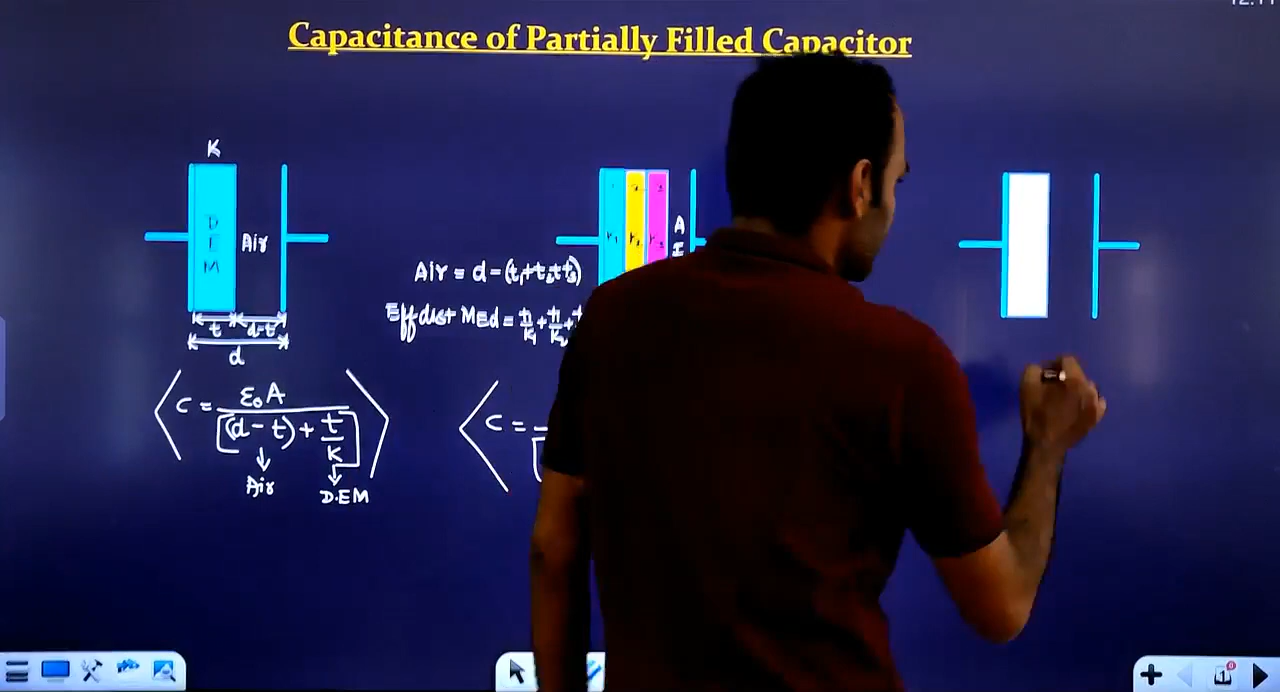 Capacitance of Partially Filled Capacitor
K
D
E
M
Air
t d-t
d
C = ε₀A
[(d - t) + t/K]
Air
D.EM
Air = d - (t₁+t₂+t₃)
Eff dist MEd = t₁/K₁ + t₁/K₂ +
K₁ K₂ K₃
A
I
C =